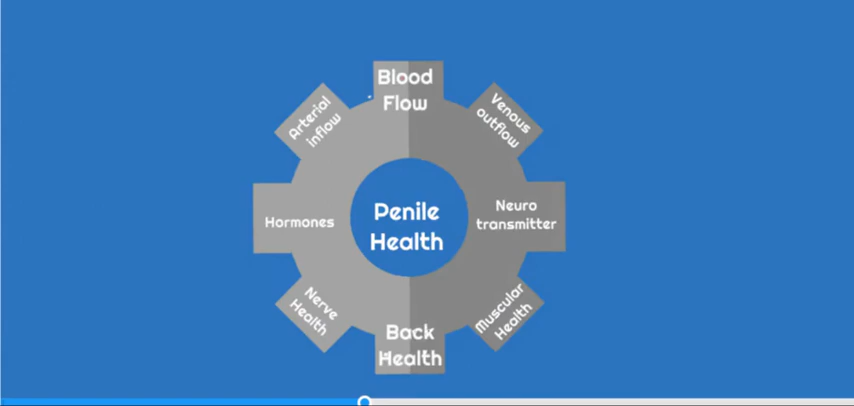 Blood
Flow
Venous
outflow
Neuro
transmitter
Muscular
Health
Back
Health
Nerve
Health
Hormones
Arterial
inflow
Penile
Health